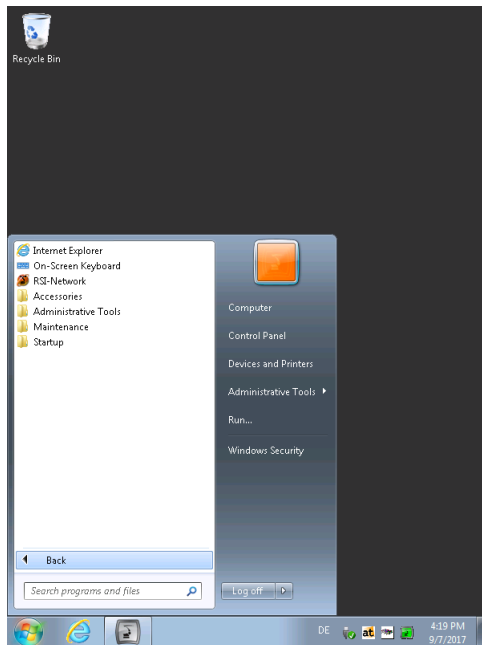 Recycle Bin
Internet Explorer
On-Screen Keyboard
RSI-Network
Accessories
Administrative Tools
Maintenance
Startup
Back
Search programs and files
Computer
Control Panel
Devices and Printers
Administrative Tools
Run...
Windows Security
Log off
DE
at
4:19 PM
9/7/2017